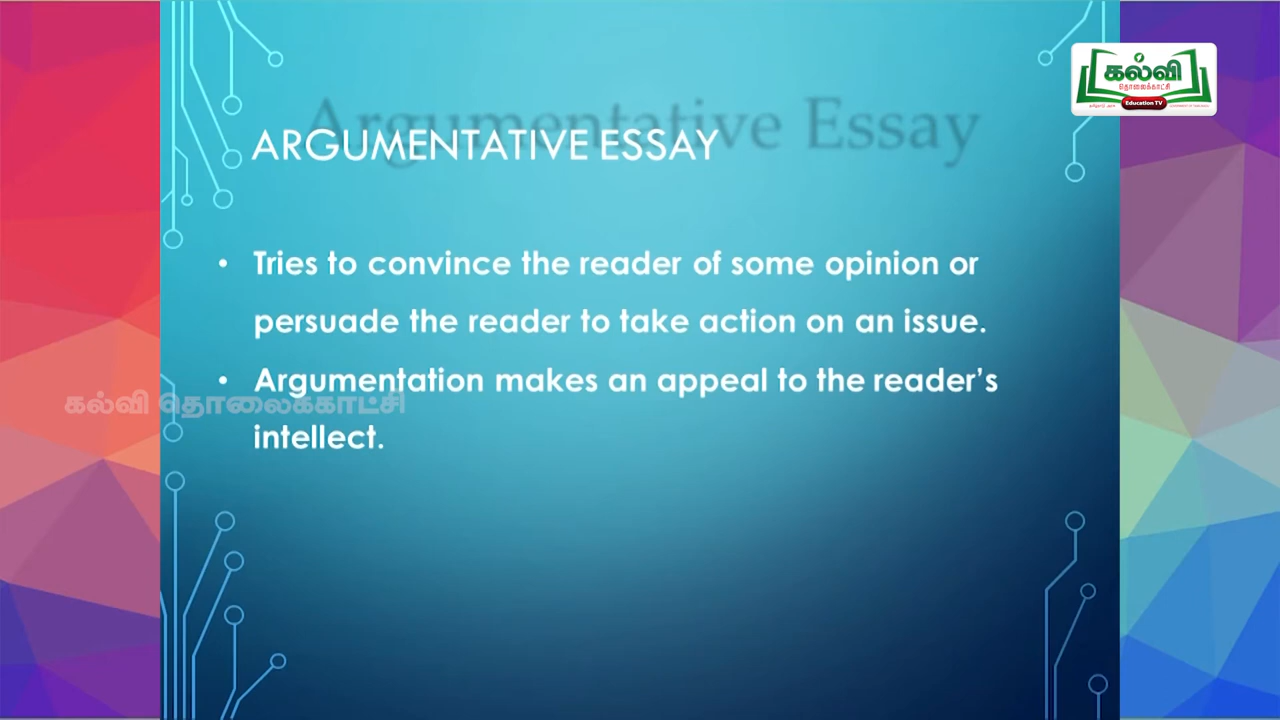 கல்வி
தொலைக்காட்சி
Education TV
Argumentative Essay
ARGUMENTATIVE ESSAY
• Tries to convince the reader of some opinion or
persuade the reader to take action on an issue.
• Argumentation makes an appeal to the reader’s
கல்வி தொலைக்காட்சி
intellect.